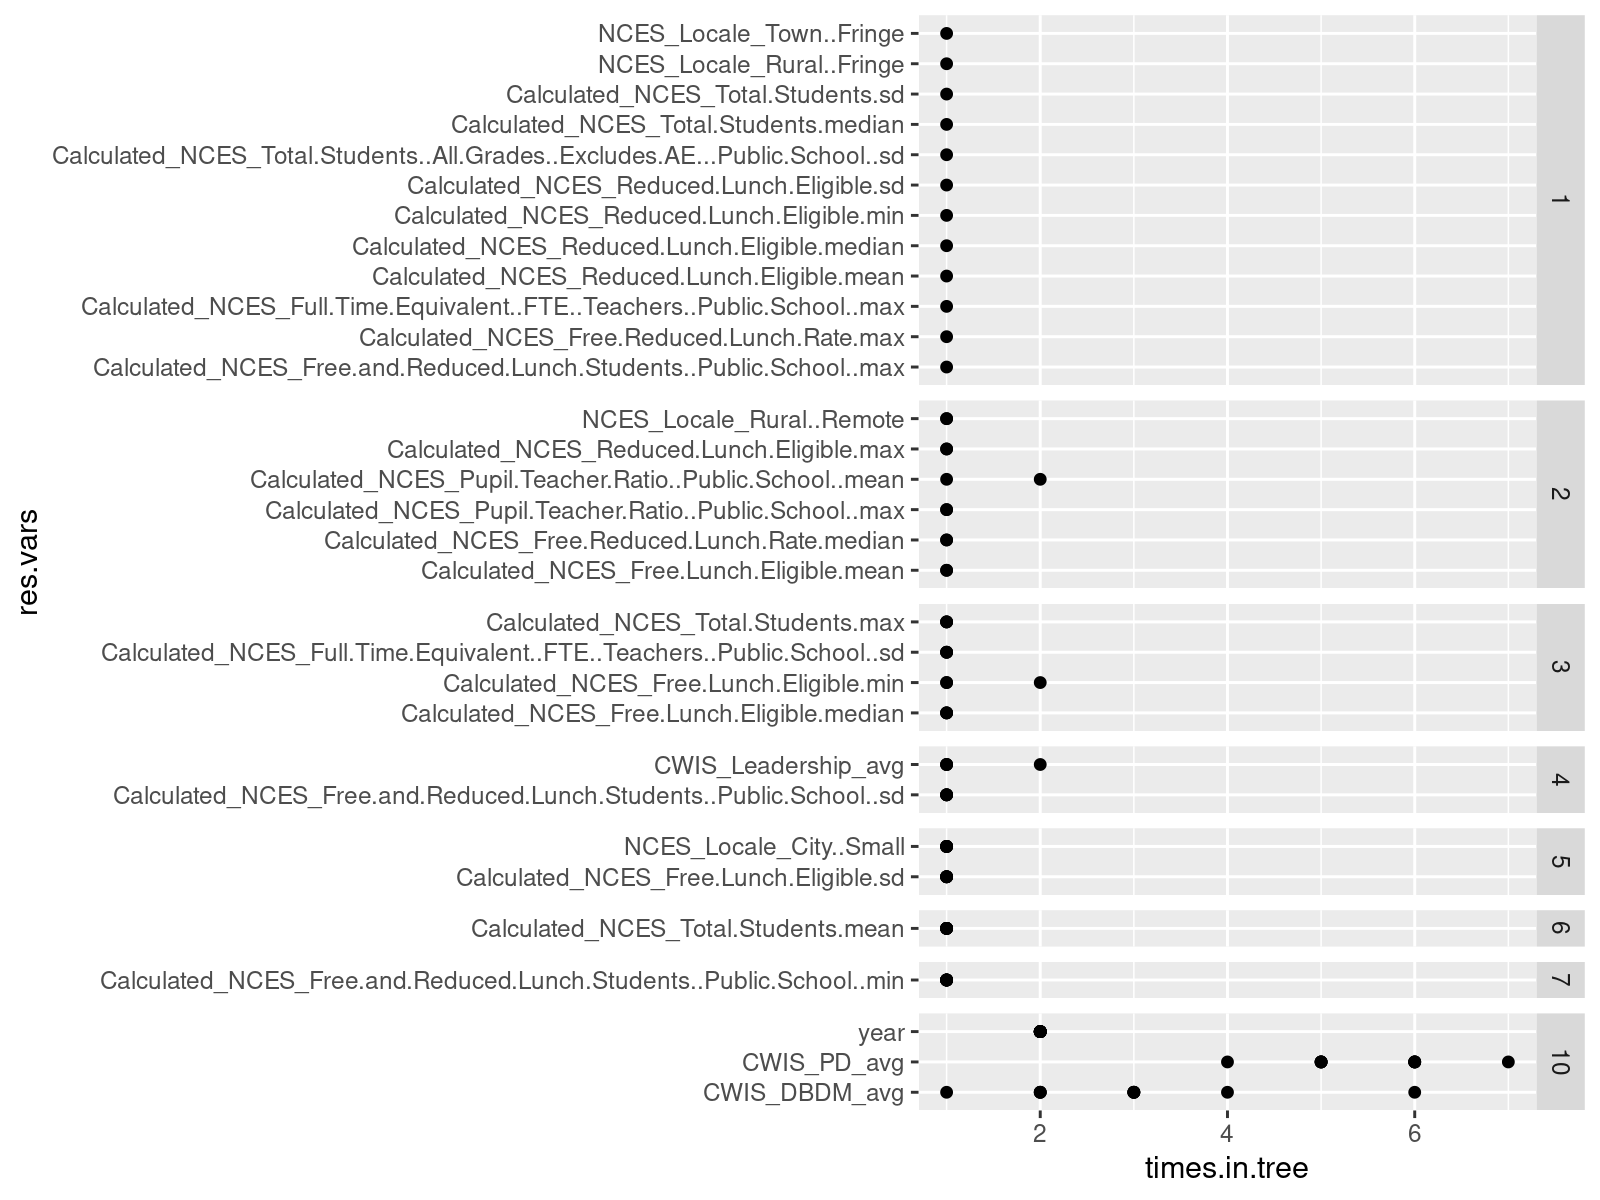 NCES_Locale_Town..Fringe
NCES_Locale_Rural..Fringe
Calculated_NCES_Total.Students.sd
Calculated_NCES_Total.Students.median
Calculated_NCES_Total.Students..All.Grades..Excludes.AE...Public.School..sd
Calculated_NCES_Reduced.Lunch.Eligible.sd
Calculated_NCES_Reduced.Lunch.Eligible.min
Calculated_NCES_Reduced.Lunch.Eligible.median
Calculated_NCES_Reduced.Lunch.Eligible.mean
Calculated_NCES_Full.Time.Equivalent..FTE..Teachers..Public.School..max
Calculated_NCES_Free.Reduced.Lunch.Rate.max
Calculated_NCES_Free.and.Reduced.Lunch.Students..Public.School..max
1
NCES_Locale_Rural..Remote
Calculated_NCES_Reduced.Lunch.Eligible.max
Calculated_NCES_Pupil.Teacher.Ratio..Public.School..mean
Calculated_NCES_Pupil.Teacher.Ratio..Public.School..max
Calculated_NCES_Free.Reduced.Lunch.Rate.median
Calculated_NCES_Free.Lunch.Eligible.mean
2
Calculated_NCES_Total.Students.max
Calculated_NCES_Full.Time.Equivalent..FTE..Teachers..Public.School..sd
Calculated_NCES_Free.Lunch.Eligible.min
Calculated_NCES_Free.Lunch.Eligible.median
3
CWIS_Leadership_avg
Calculated_NCES_Free.and.Reduced.Lunch.Students..Public.School..sd
4
NCES_Locale_City..Small
Calculated_NCES_Free.Lunch.Eligible.sd
5
Calculated_NCES_Total.Students.mean
6
Calculated_NCES_Free.and.Reduced.Lunch.Students..Public.School..min
7
year
CWIS_PD_avg
CWIS_DBDM_avg
10
2 4 6
times.in.tree
res.vars